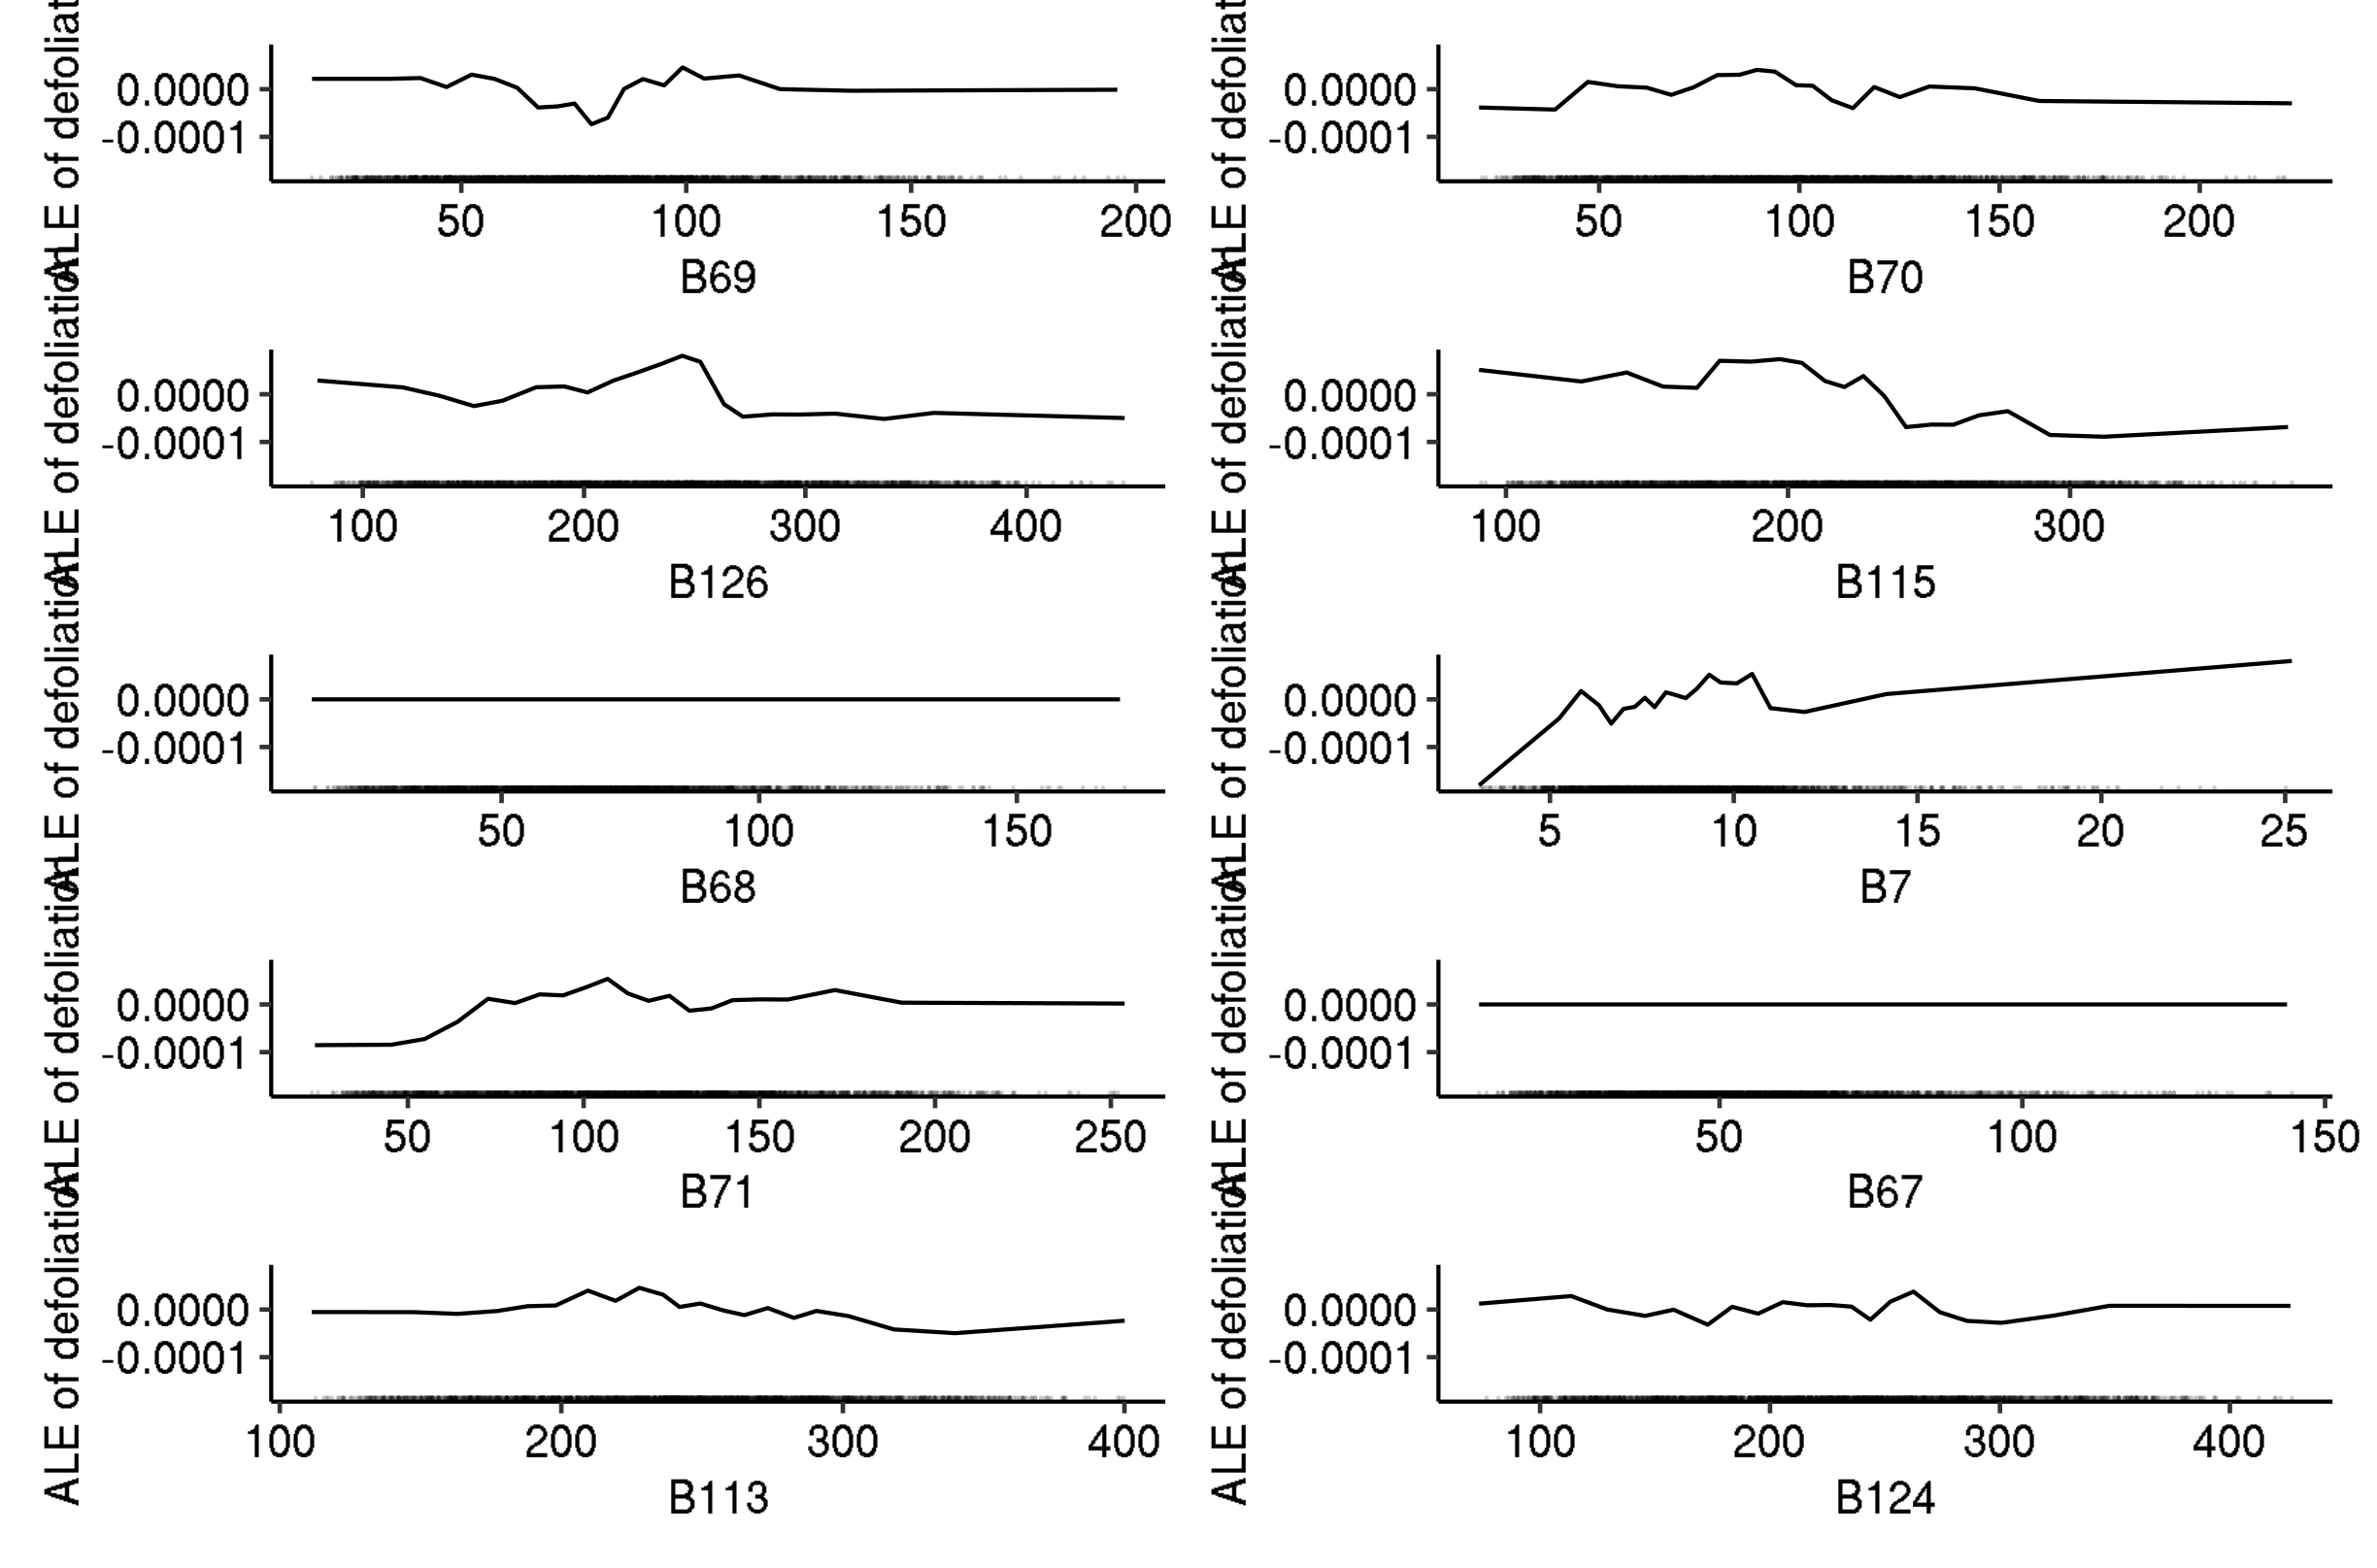 ALE of defoliat
0.0000
-0.0001
50 100 150 200
B69
ALE of defoliat
0.0000
-0.0001
50 100 150 200
B70
ALE of defoliation
0.0000
-0.0001
100 200 300 400
B126
ALE of defoliation
0.0000
-0.0001
100 200 300
B115
ALE of defoliation
0.0000
-0.0001
50 100 150
B68
ALE of defoliation
0.0000
-0.0001
5 10 15 20 25
B7
ALE of defoliation
0.0000
-0.0001
50 100 150 200 250
B71
ALE of defoliation
0.0000
-0.0001
50 100 150
B67
ALE of defoliation
0.0000
-0.0001
100 200 300 400
B113
ALE of defoliation
0.0000
-0.0001
100 200 300 400
B124